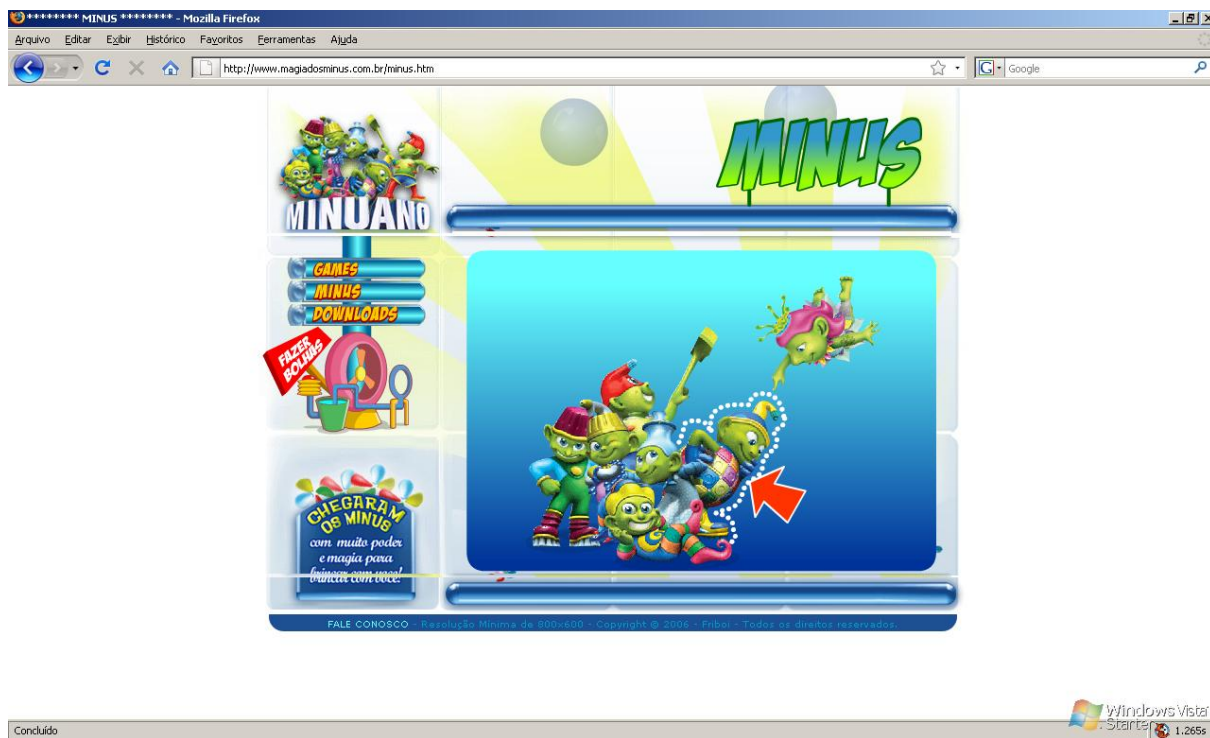 ******** MINUS ******** - Mozilla Firefox
Arquivo Editar Exibir Histórico Favoritos Ferramentas Ajuda
http://www.magiadosminus.com.br/minus.htm
G Google
MINUS
MINUANO
GAMES
MINUS
DOWNLOADS
FAZER
BOLHAS
CHEGARAM
OS MINUS
com muito poder
e magia para
brincar com voce!
FALE CONOSCO - Resolução Mínima de 800x600 - Copyright © 2006 - Friboi - Todos os direitos reservados.
Windows Vista
Starter
Concluído
1.265s